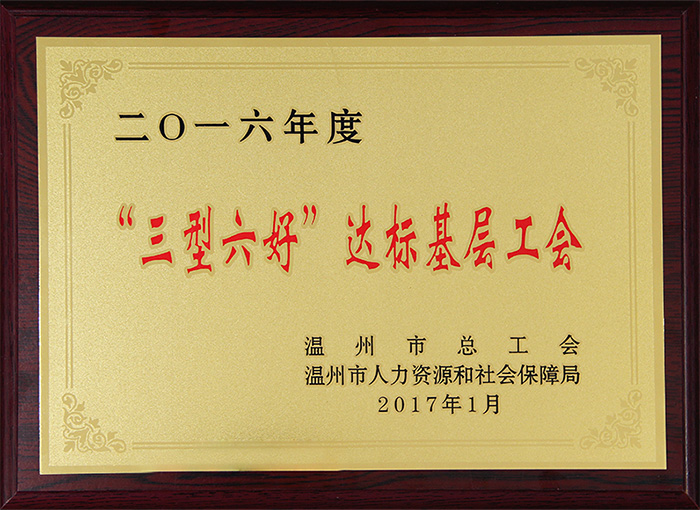 二〇一六年度
“三型六好”达标基层工会
温州市总工会
温州市人力资源和社会保障局
2017年1月